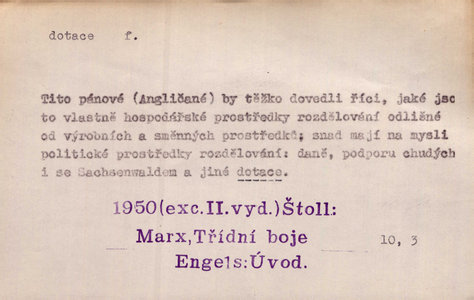 dotace f.
Tito pánové (Angličané) by těžko dovedli říci, jaké jsc
to vlastně hospodářské prostředky rozdělování odlišné
od výrobních a směnných prostředků; snad mají na mysli
politické prostředky rozdělování: daně, podporu chudých
i se Sachsenwaldem a jiné dotace.
1950(exc.II.vyd.)Štoll:
Marx,Třídní boje 10, 3
Engels:Úvod.